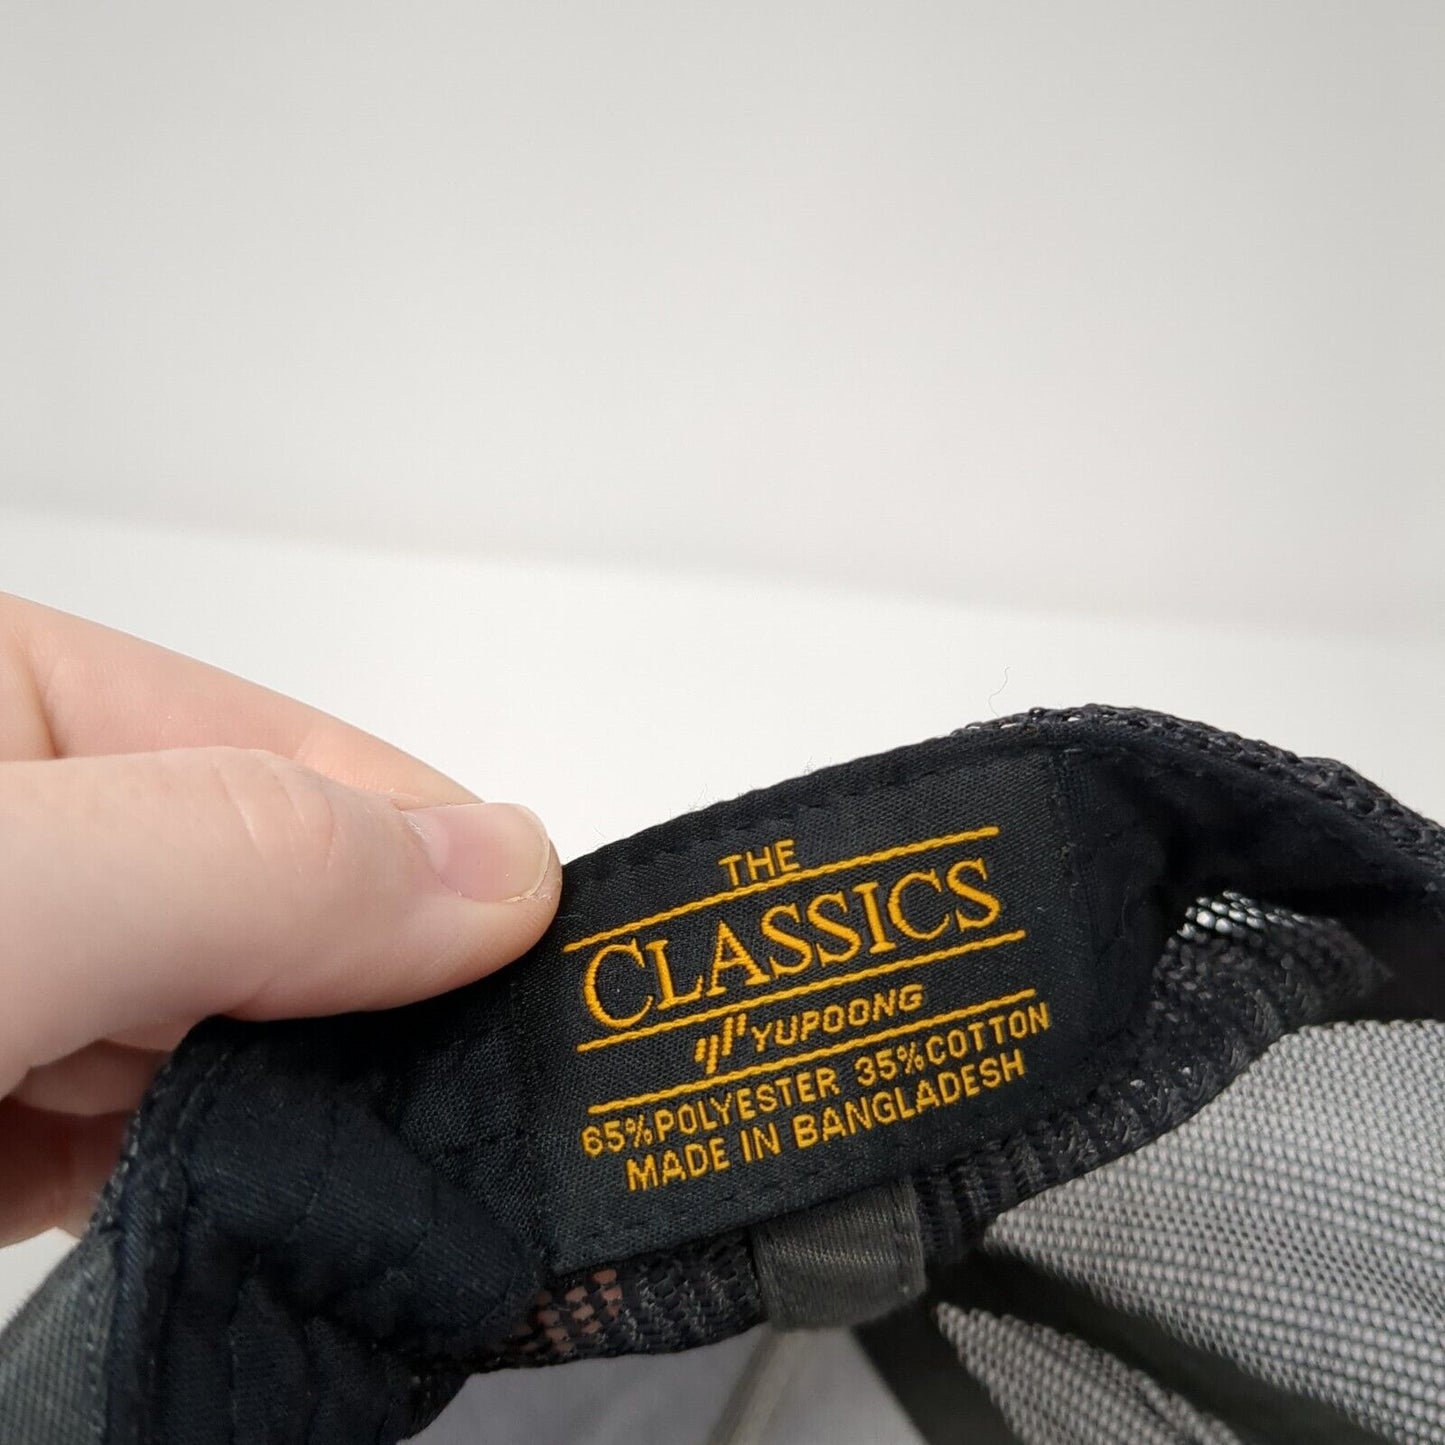 THE
CLASSICS
YUPOONG
65%POLYESTER 35%COTTON
MADE IN BANGLADESH